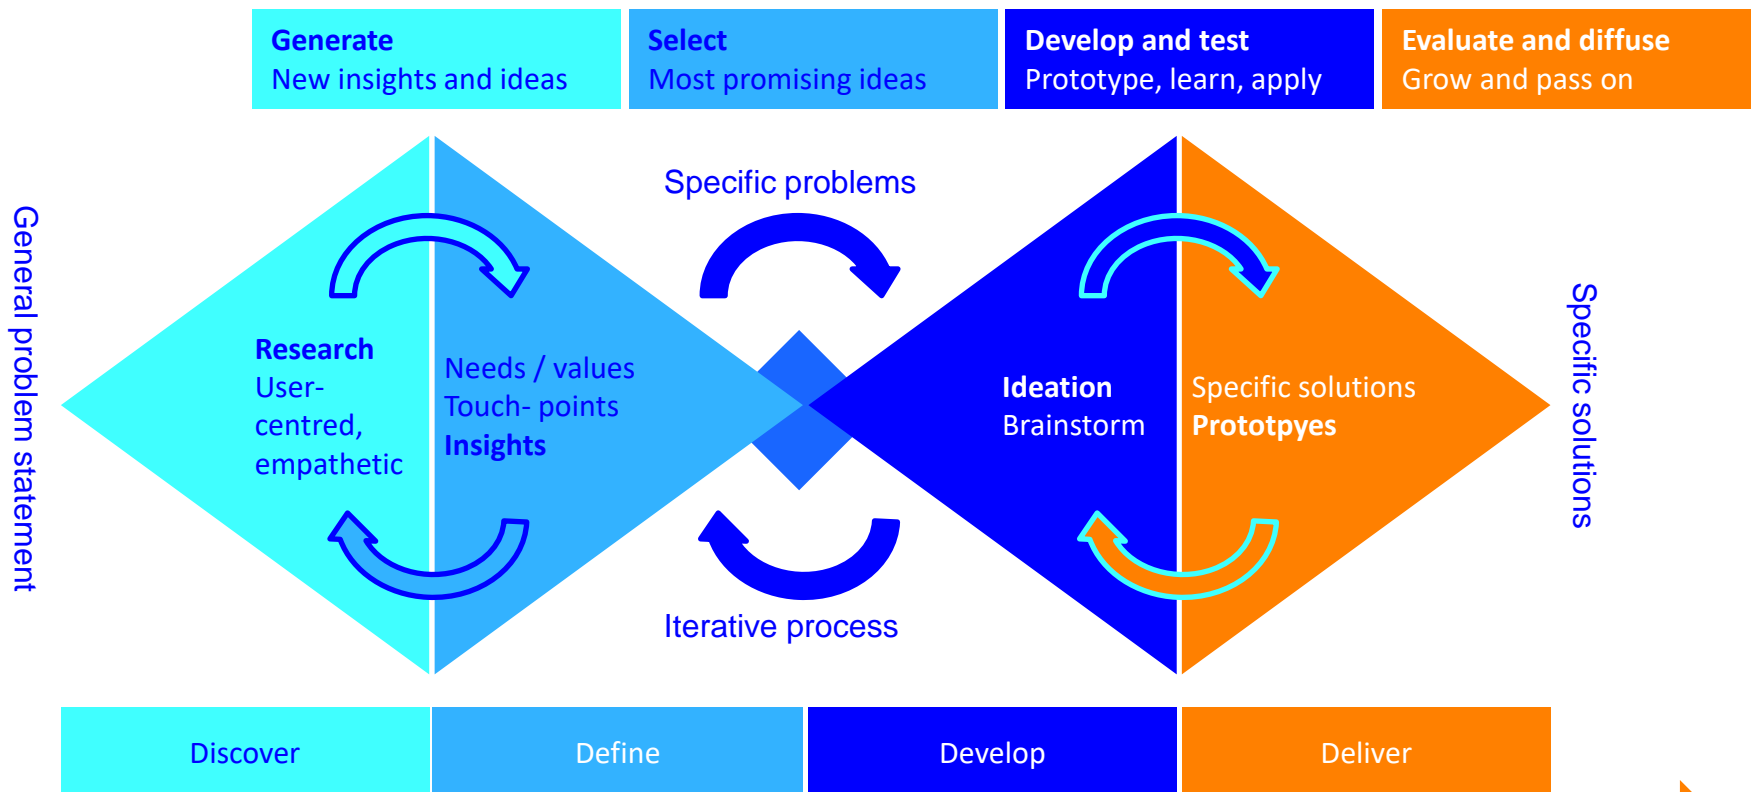 Generate
New insights and ideas
Select
Most promising ideas
Develop and test
Prototype, learn, apply
Evaluate and diffuse
Grow and pass on
General problem statement
Research
User-
centred,
empathetic
Needs / values
Touch- points
Insights
Specific problems
Iterative process
Ideation
Brainstorm
Specific solutions
Prototpyes
Specific solutions
Discover
Define
Develop
Deliver